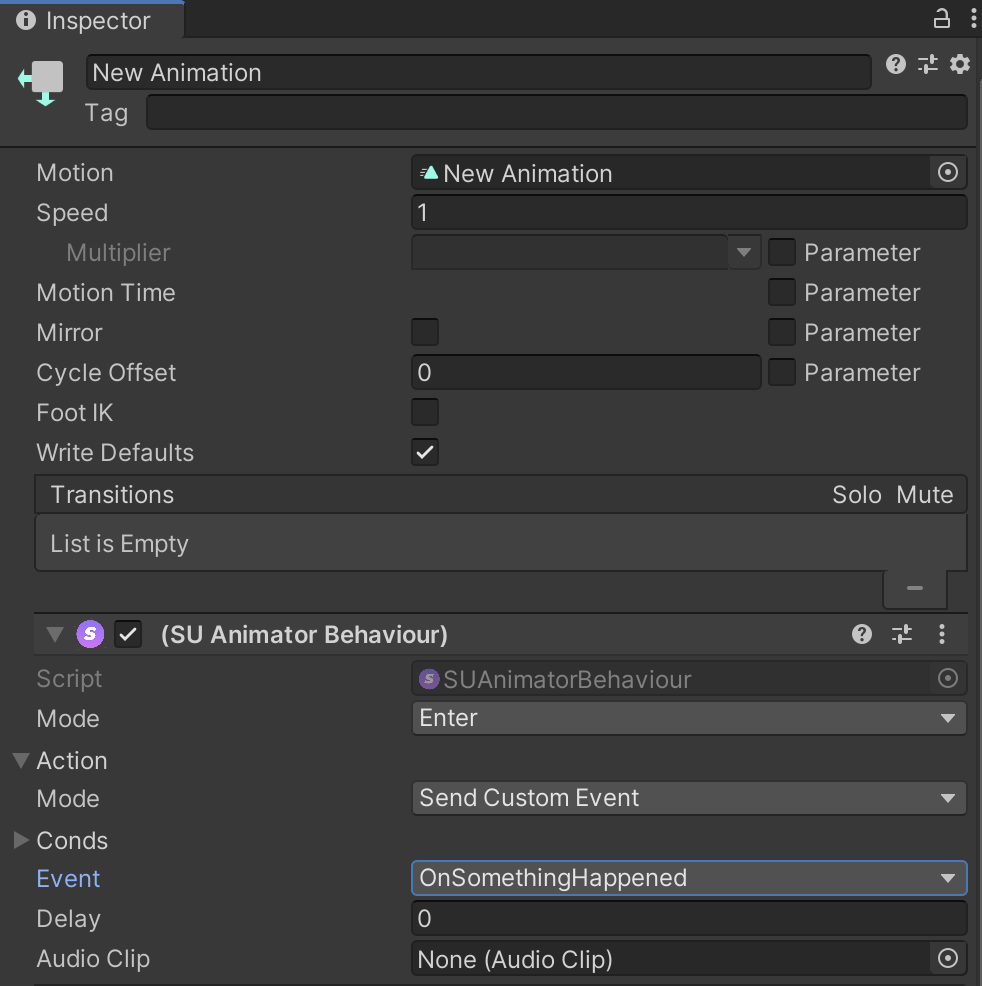 Inspector
New Animation
Tag
Motion New Animation
Speed 1
Multiplier Parameter
Motion Time Parameter
Mirror Parameter
Cycle Offset 0 Parameter
Foot IK
Write Defaults
Transitions Solo Mute
List is Empty
(SU Animator Behaviour)
Script SUAnimatorBehaviour
Mode Enter
Action
Mode Send Custom Event
Conds
Event OnSomethingHappened
Delay 0
Audio Clip None (Audio Clip)